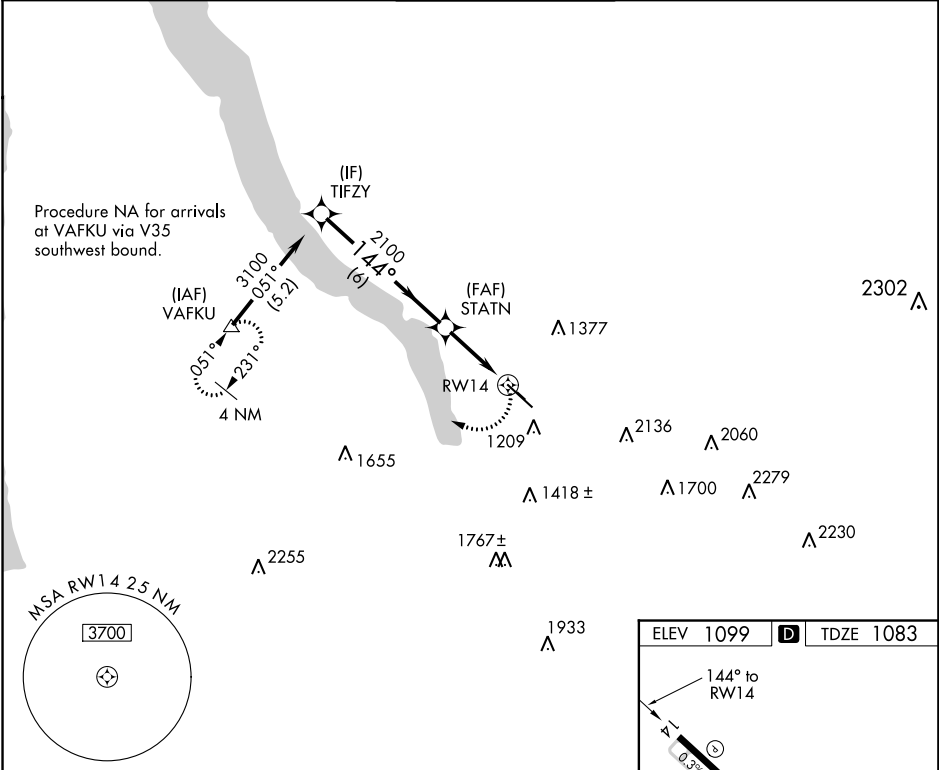 (IF)
TIFZY
Procedure NA for arrivals
at VAFKU via V35
southwest bound.
2100
144°
(6)
3100
051°
(5.2)
(IAF)
VAFKU
(FAF)
STATN
2302
1377
051°
231°
4 NM
RW14
1209
2136
2060
1655
1418 ±
1700
2279
1767±
2230
2255
1933
MSA RW14 25 NM
3700
ELEV 1099 D TDZE 1083
144° to
RW14
14
P
0.3%